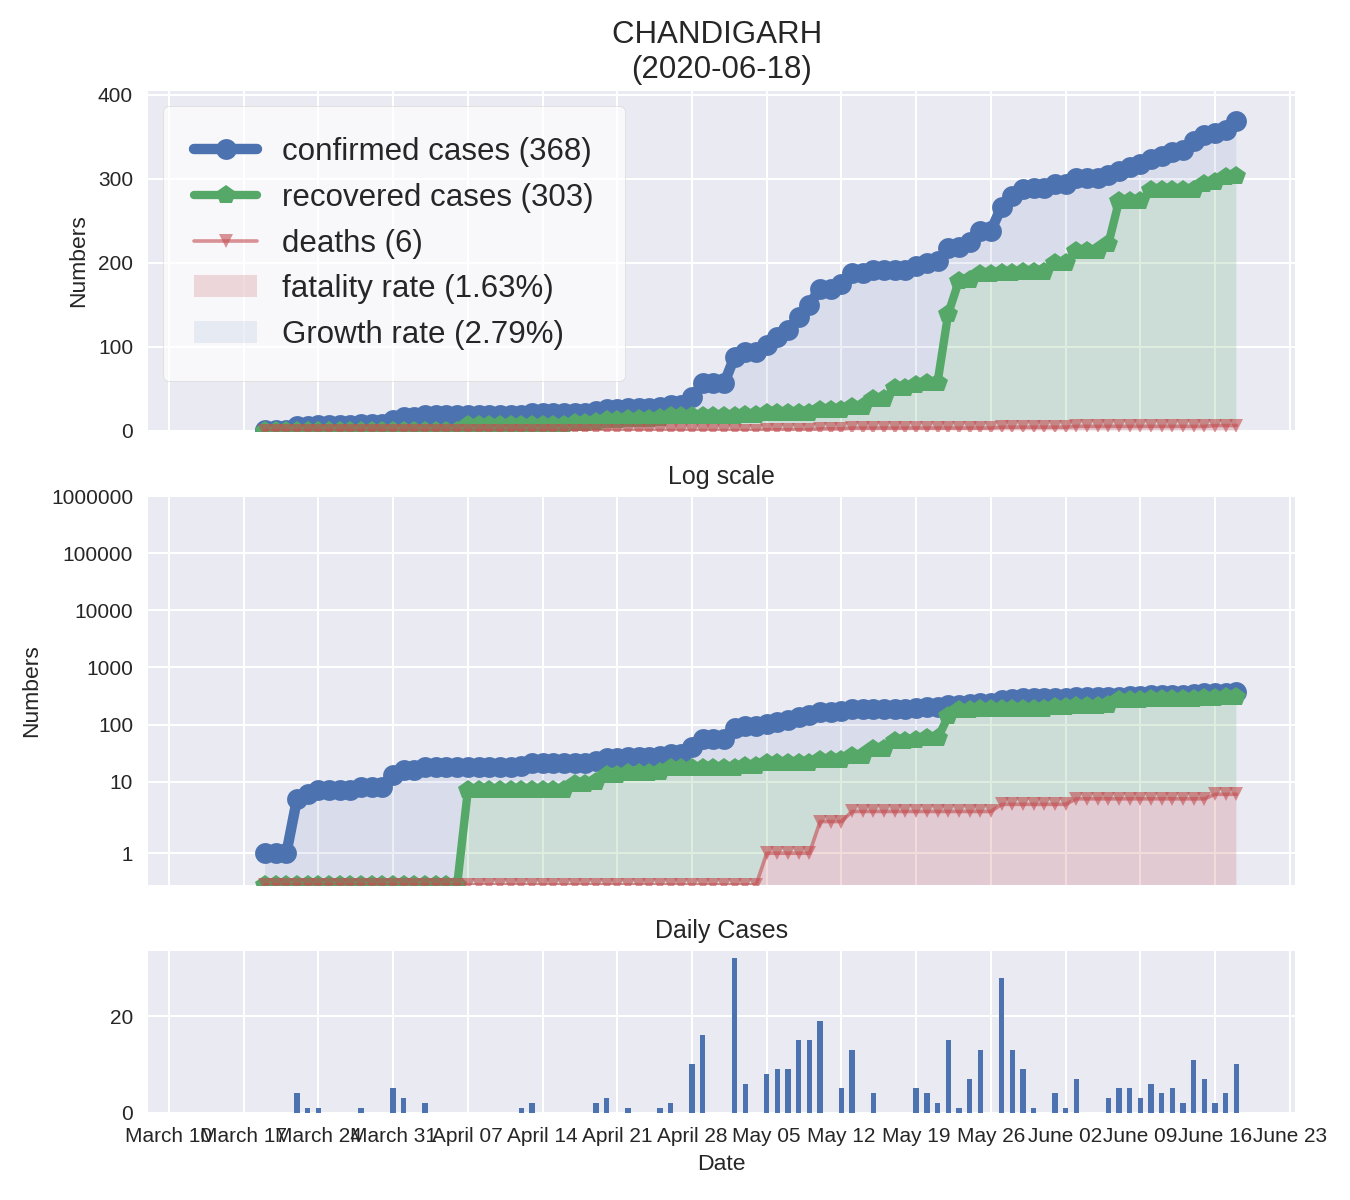 CHANDIGARH
(2020-06-18)
400
300
200
100
0
Numbers
confirmed cases (368)
recovered cases (303)
deaths (6)
fatality rate (1.63%)
Growth rate (2.79%)
Log scale
1000000
100000
10000
1000
100
10
1
Numbers
Daily Cases
20
0
March 10 March 17 March 24 March 31 April 07 April 14 April 21 April 28 May 05 May 12 May 19 May 26 June 02 June 09 June 16 June 23
Date